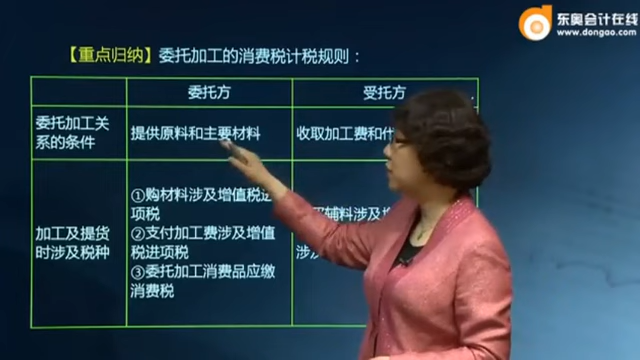 东奥会计在线
www.dongao.com
【重点归纳】委托加工的消费税计税规则：
委托方
受托方
委托加工关
系的条件
提供原料和主要材料
收取加工费和
加工及提货
时涉及税种
①购材料涉及增值税进
项税
②支付加工费涉及增值
税进项税
③委托加工消费品应缴
消费税
辅料涉及
涉及